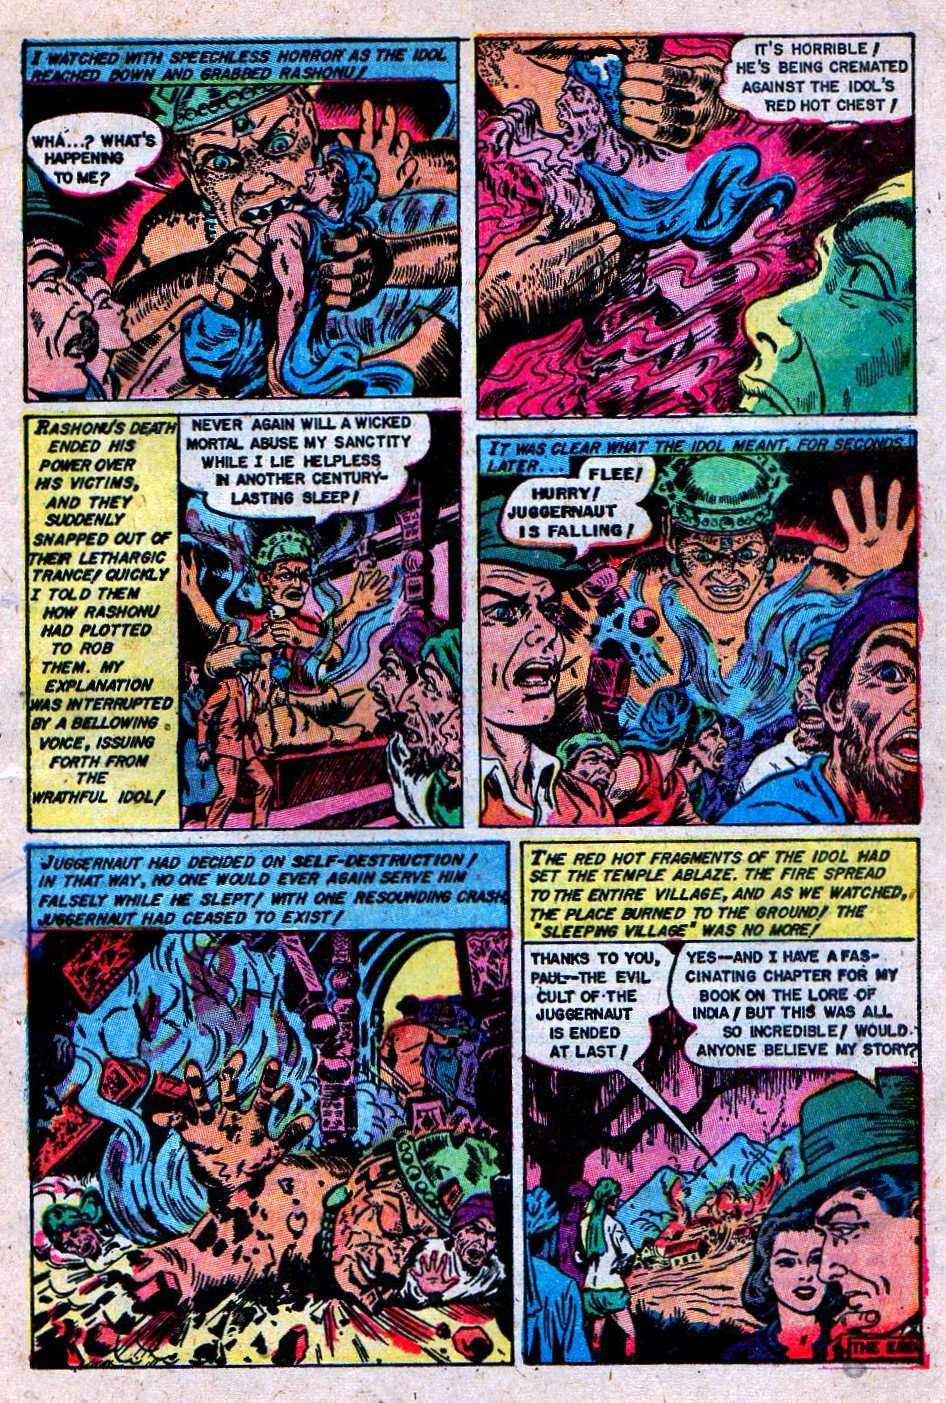 I WATCHED WITH SPEECHLESS HORROR AS THE IDOL
REACHED DOWN AND GRABBED RASHONU!
WHA...? WHAT'S
HAPPENING
TO ME?
IT'S HORRIBLE!
HE'S BEING CREMATED
AGAINST THE IDOL'S
RED HOT CHEST!
RASHONU'S DEATH
ENDED HIS
POWER OVER
HIS VICTIMS,
AND THEY
SUDDENLY
SNAPPED OUT OF
THEIR LETHARGIC
TRANCE! QUICKLY
I TOLD THEM
HOW RASHONU
HAD PLOTTED
TO ROB
THEM. MY
EXPLANATION
WAS INTERRUPTED
BY A BELLOWING
VOICE, ISSUING
FORTH FROM
THE
WRATHFUL IDOL!
NEVER AGAIN WILL A WICKED
MORTAL ABUSE MY SANCTITY
WHILE I LIE HELPLESS
IN ANOTHER CENTURY-
LASTING SLEEP!
IT WAS CLEAR WHAT THE IDOL MEANT, FOR SECONDS
LATER...
FLEE!
HURRY!
JUGGERNAUT
IS FALLING!
JUGGERNAUT HAD DECIDED ON SELF-DESTRUCTION!
IN THAT WAY, NO ONE WOULD EVER AGAIN SERVE HIM
FALSELY WHILE HE SLEPT! WITH ONE RESOUNDING CRASH,
JUGGERNAUT HAD CEASED TO EXIST!
THE RED HOT FRAGMENTS OF THE IDOL HAD
SET THE TEMPLE ABLAZE. THE FIRE SPREAD
TO THE ENTIRE VILLAGE, AND AS WE WATCHED,
THE PLACE BURNED TO THE GROUND! THE
"SLEEPING VILLAGE" WAS NO MORE!
THANKS TO YOU,
PAUL--THE EVIL
CULT OF THE
JUGGERNAUT
IS ENDED
AT LAST!
YES--AND I HAVE A FAS-
CINATING CHAPTER FOR MY
BOOK ON THE LORE OF
INDIA! BUT THIS WAS ALL
SO INCREDIBLE! WOULD
ANYONE BELIEVE MY STORY?
THE END